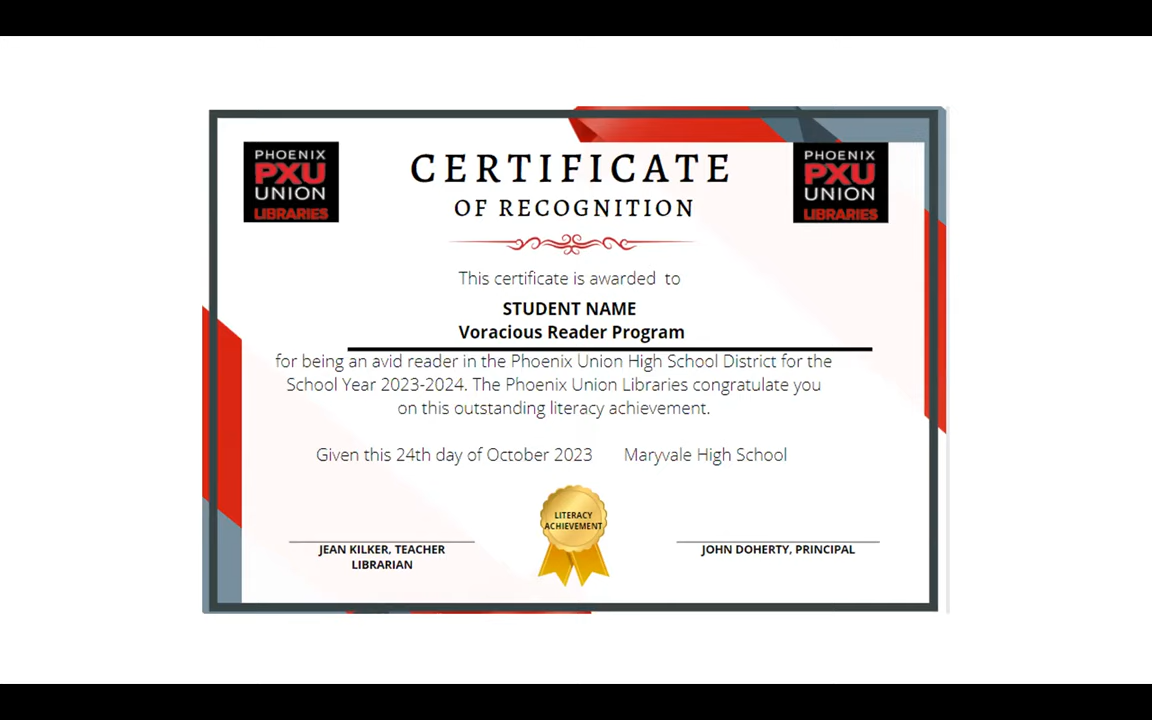 PHOENIX
PXU
UNION
LIBRARIES
CERTIFICATE
OF RECOGNITION
PHOENIX
PXU
UNION
LIBRARIES
This certificate is awarded to
STUDENT NAME
Voracious Reader Program
for being an avid reader in the Phoenix Union High School District for the
School Year 2023-2024. The Phoenix Union Libraries congratulate you
on this outstanding literacy achievement.
Given this 24th day of October 2023 Maryvale High School
LITERACY
ACHIEVEMENT
JEAN KILKER, TEACHER
LIBRARIAN
JOHN DOHERTY, PRINCIPAL